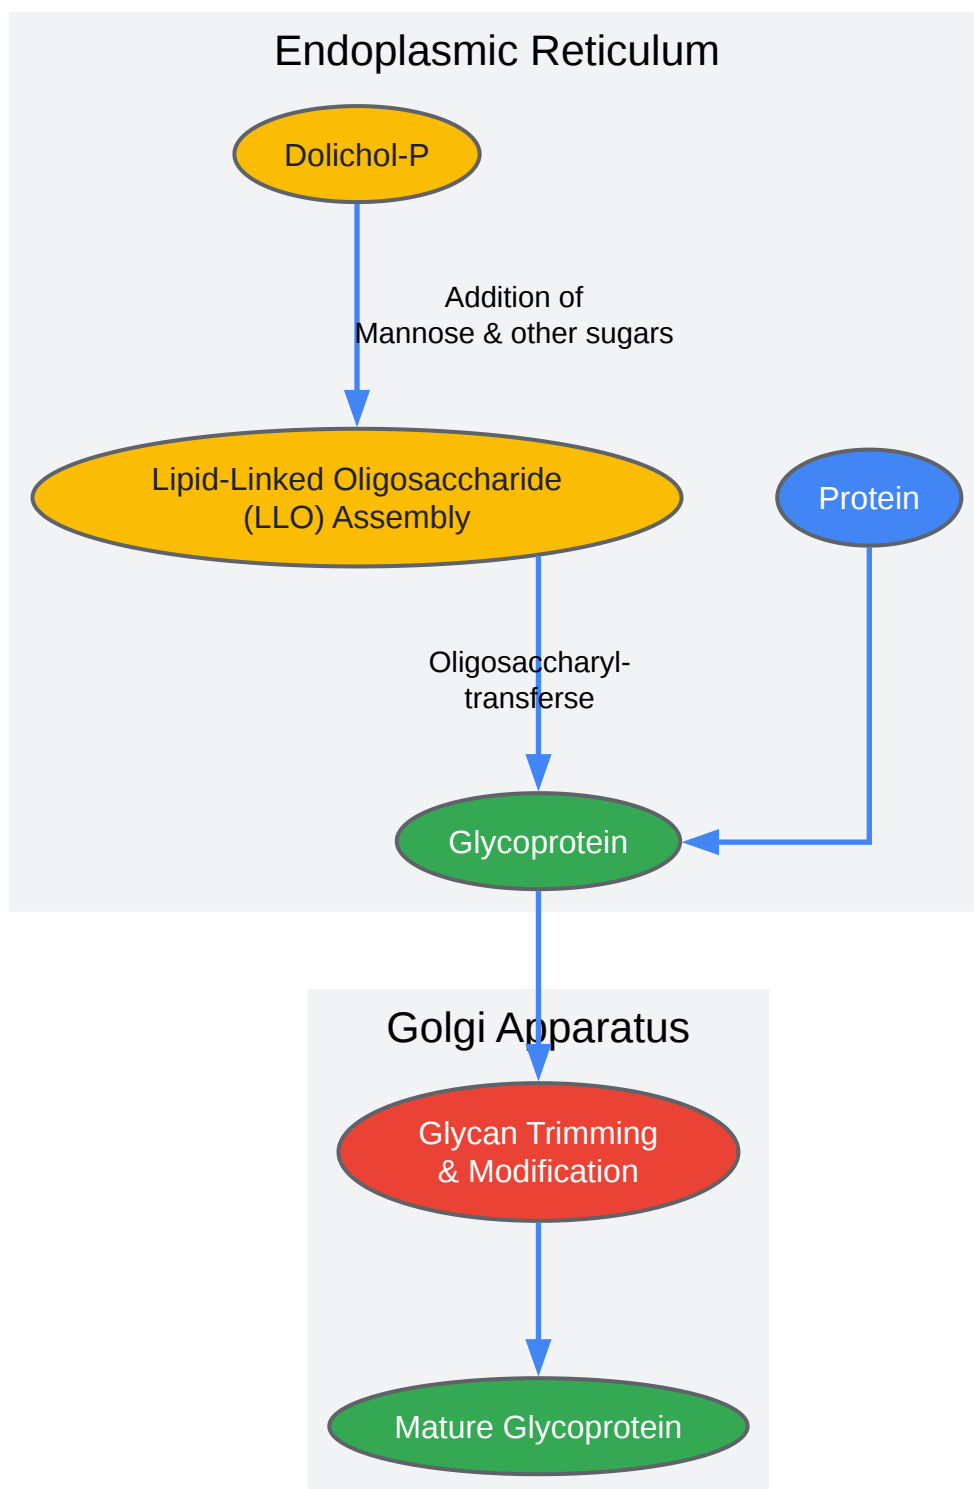 Endoplasmic Reticulum
Dolichol-P
Addition of
Mannose & other sugars
Lipid-Linked Oligosaccharide
(LLO) Assembly
Protein
Oligosaccharyl-
transferse
Glycoprotein
Golgi Apparatus
Glycan Trimming
& Modification
Mature Glycoprotein